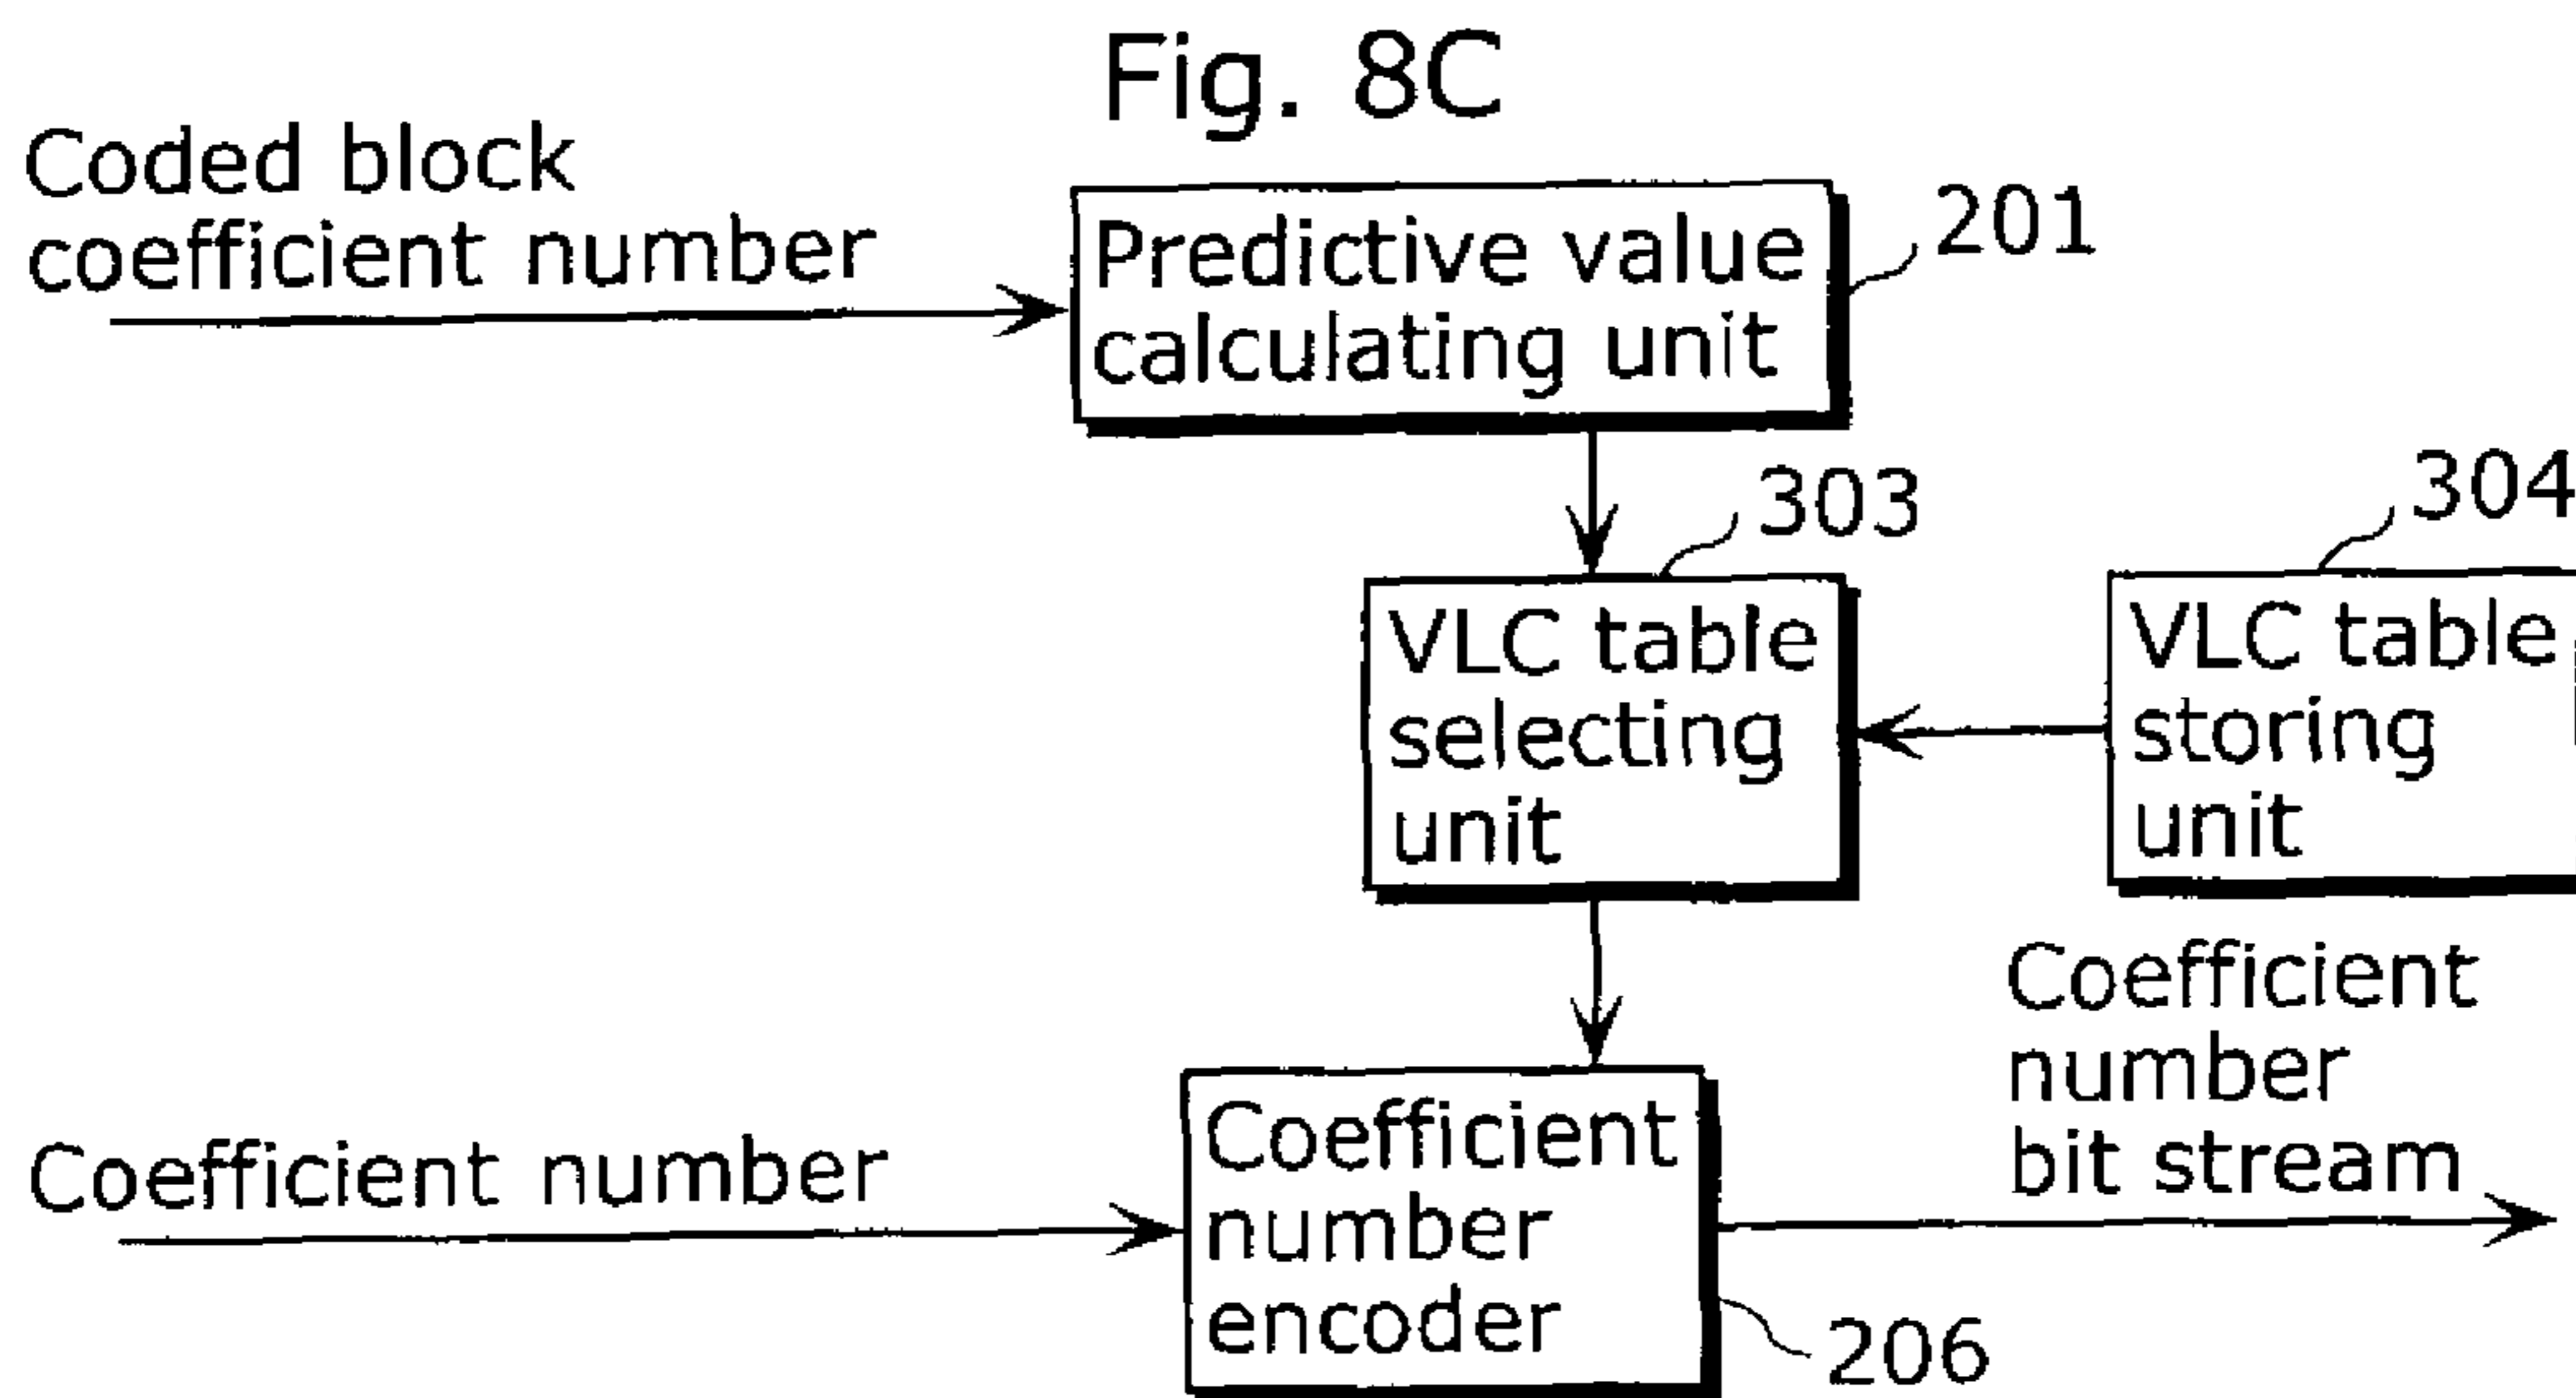 Fig. 8C
Coded block
coefficient number
Predictive value
calculating unit
201
303
304
VLC table
selecting
unit
VLC table
storing
unit
Coefficient
number
bit stream
Coefficient number
Coefficient
number
encoder
206